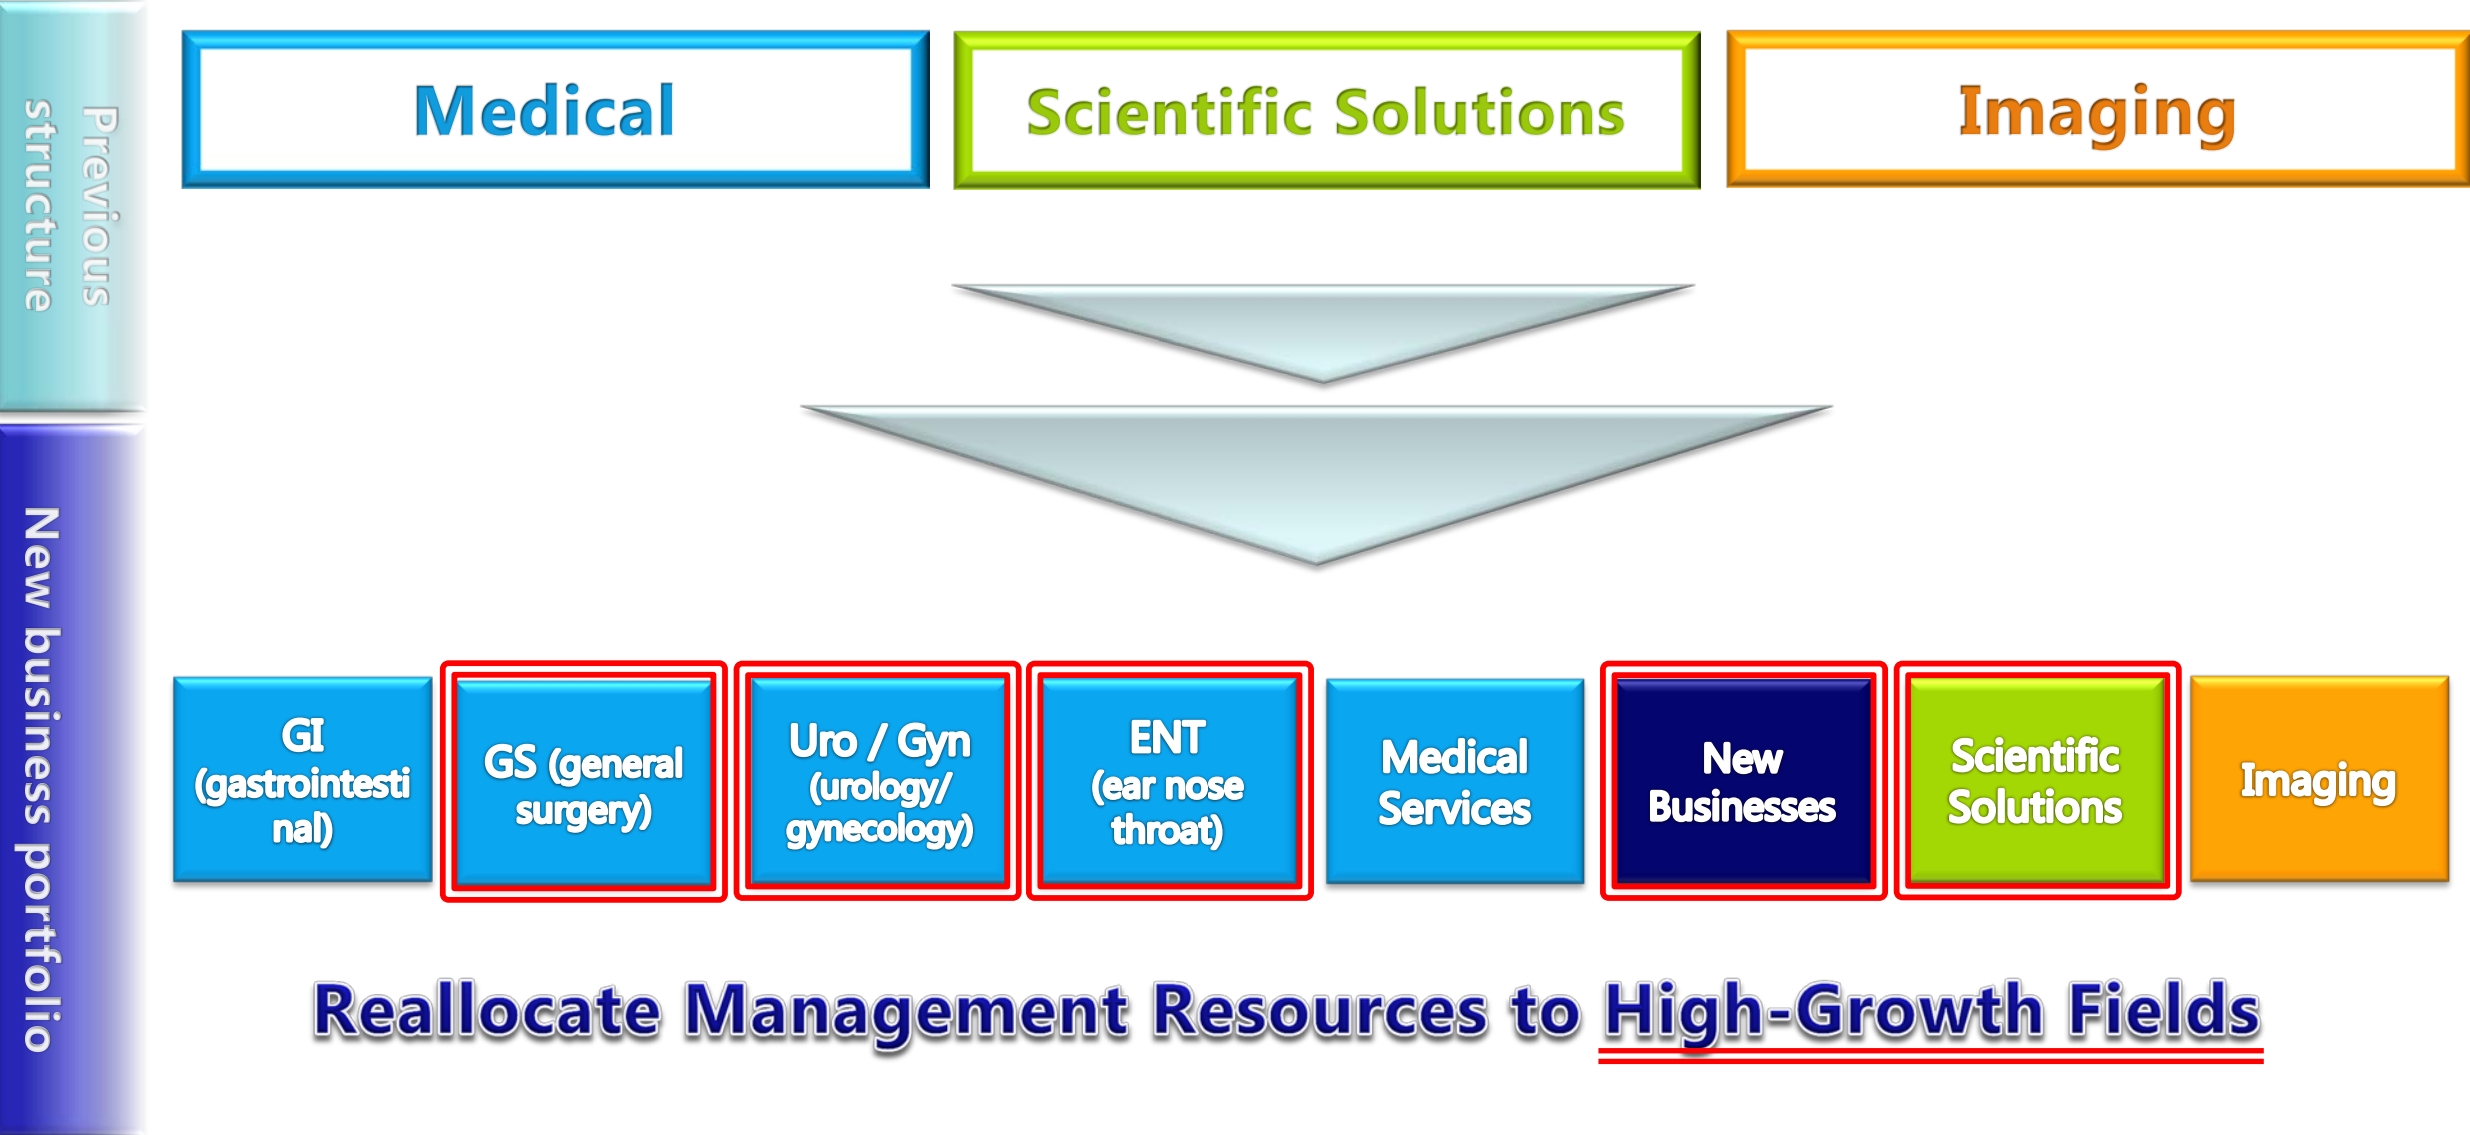 Previous
structure
Medical
Scientific Solutions
Imaging
New business portfolio
GI
(gastrointesti
nal)
GS (general
surgery)
Uro / Gyn
(urology/
gynecology)
ENT
(ear nose
throat)
Medical
Services
New
Businesses
Scientific
Solutions
Imaging
Reallocate Management Resources to High-Growth Fields